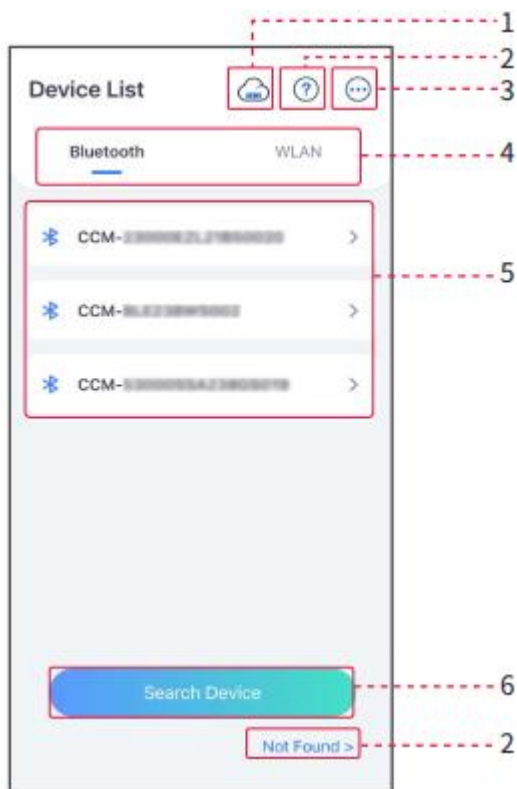 1
2
Device List
3
Bluetooth WLAN
4
CCM-
5
CCM-
CCM-
Search Device
6
Not Found >
2